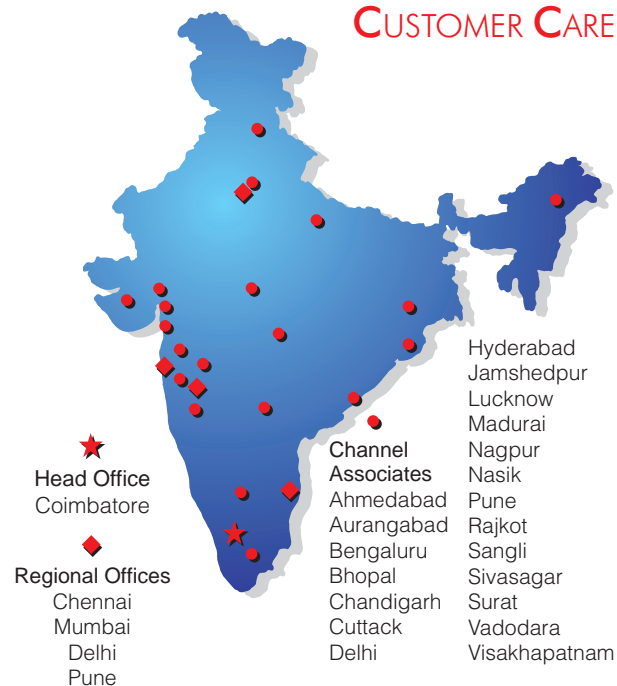 CUSTOMER CARE
Head Office
Coimbatore
Regional Offices
Chennai
Mumbai
Delhi
Pune
Channel
Associates
Ahmedabad
Aurangabad
Bengaluru
Bhopal
Chandigarh
Cuttack
Delhi
Hyderabad
Jamshedpur
Lucknow
Madurai
Nagpur
Nasik
Pune
Rajkot
Sangli
Sivasagar
Surat
Vadodara
Visakhapatnam